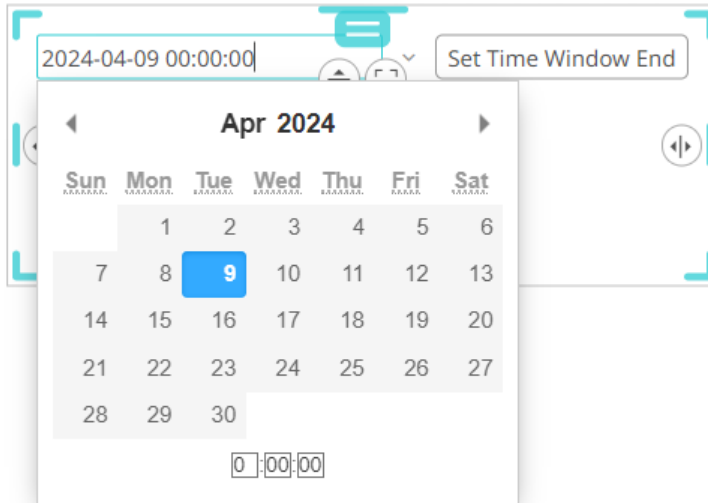 2024-04-09 00:00:00 Set Time Window End
Apr 2024
Sun Mon Tue Wed Thu Fri Sat
1 2 3 4 5 6
7 8 9 10 11 12 13
14 15 16 17 18 19 20
21 22 23 24 25 26 27
28 29 30
0 :00:00